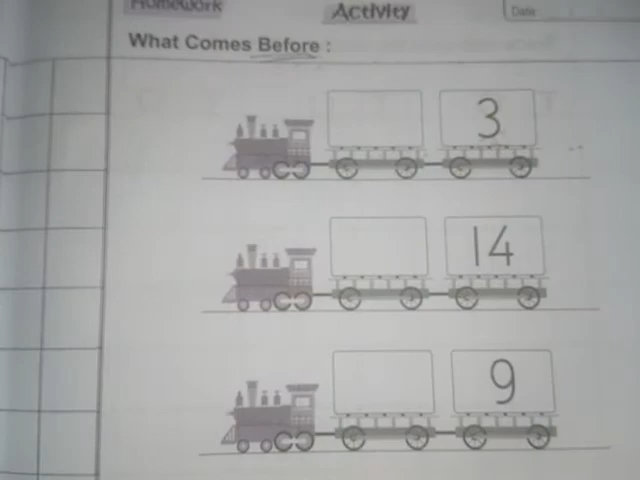 Homework
Activity
Date
What Comes Before :
3
14
9